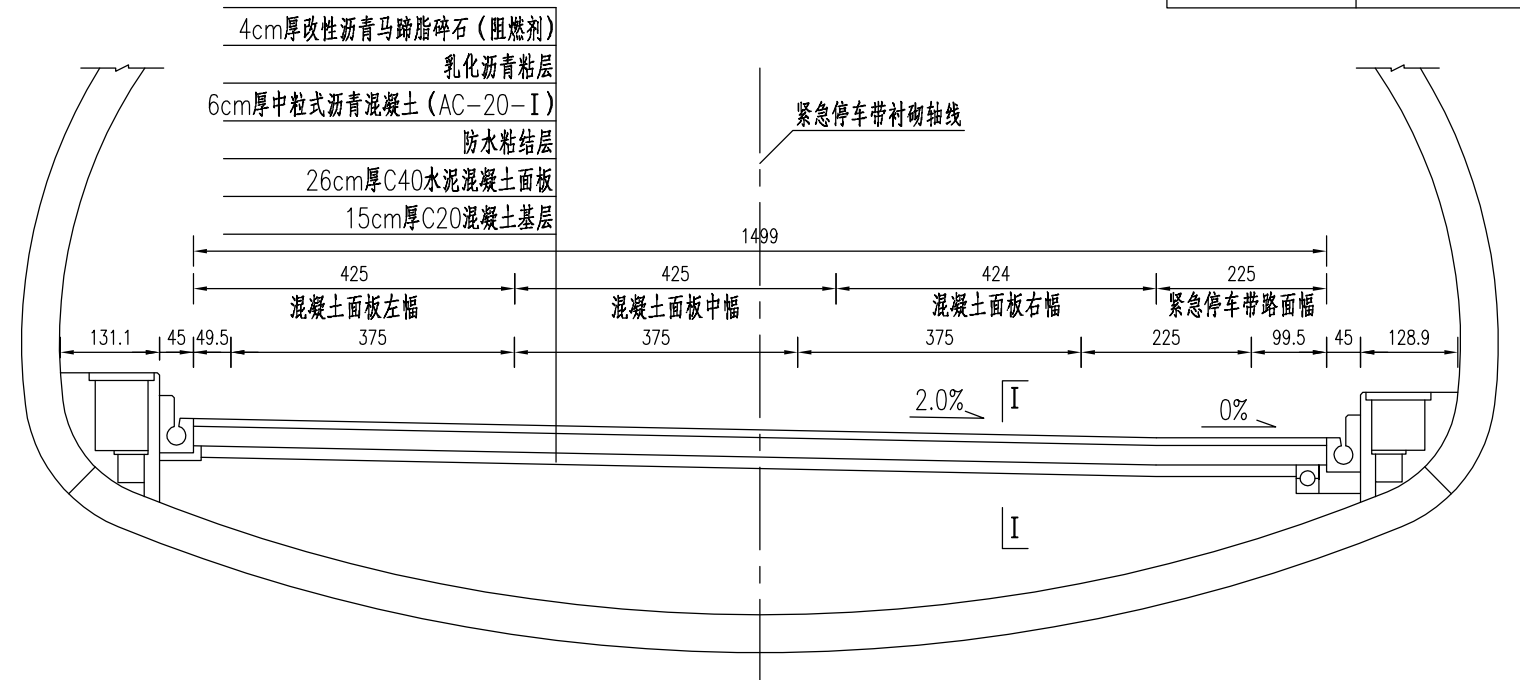 4cm厚改性沥青马蹄脂碎石(阻燃剂)
乳化沥青粘层
6cm厚中粒式沥青混凝土(AC-20-I)
防水粘结层
26cm厚C40水泥混凝土面板
15cm厚C20混凝土基层
紧急停车带衬砌轴线
1499
425 425 424 225
混凝土面板左幅 混凝土面板中幅 混凝土面板右幅 紧急停车带路面幅
131.1 45 49.5 375 375 375 225 99.5 45 128.9
2.0% I 0%
I